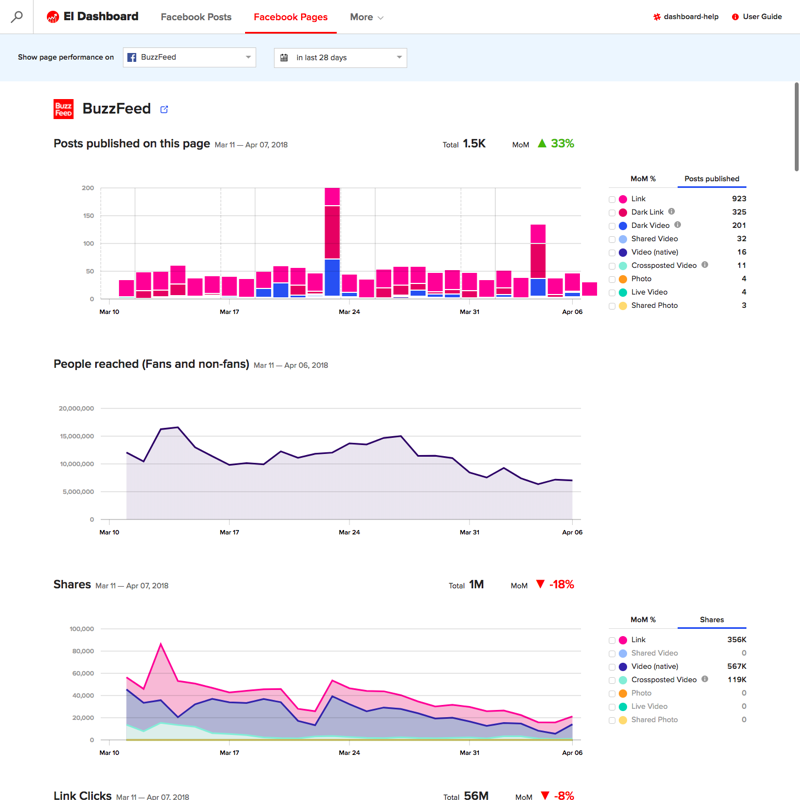 EI Dashboard Facebook Posts Facebook Pages More dashboard-help User Guide
Show page performance on BuzzFeed in last 28 days
Buzz
FeeD
BuzzFeed
Posts published on this page Mar 11 — Apr 07, 2018 Total 1.5K MoM 33%
MoM % Posts published
Link 923
Dark Link 325
Dark Video 201
Shared Video 32
Video (native) 16
Crossposted Video 11
Photo 4
Live Video 4
Shared Photo 3
200
150
100
50
0
Mar 10 Mar 17 Mar 24 Mar 31 Apr 06
People reached (Fans and non-fans) Mar 11 — Apr 06, 2018
20,000,000
15,000,000
10,000,000
5,000,000
0
Mar 10 Mar 17 Mar 24 Mar 31 Apr 06
Shares Mar 11 — Apr 07, 2018 Total 1M MoM -18%
MoM % Shares
Link 356K
Shared Video 0
Video (native) 567K
Crossposted Video 119K
Photo 0
Live Video 0
Shared Photo 0
100,000
80,000
60,000
40,000
20,000
0
Mar 10 Mar 17 Mar 24 Mar 31 Apr 06
Link Clicks Mar 11 — Apr 07, 2018 Total 56M MoM -8%